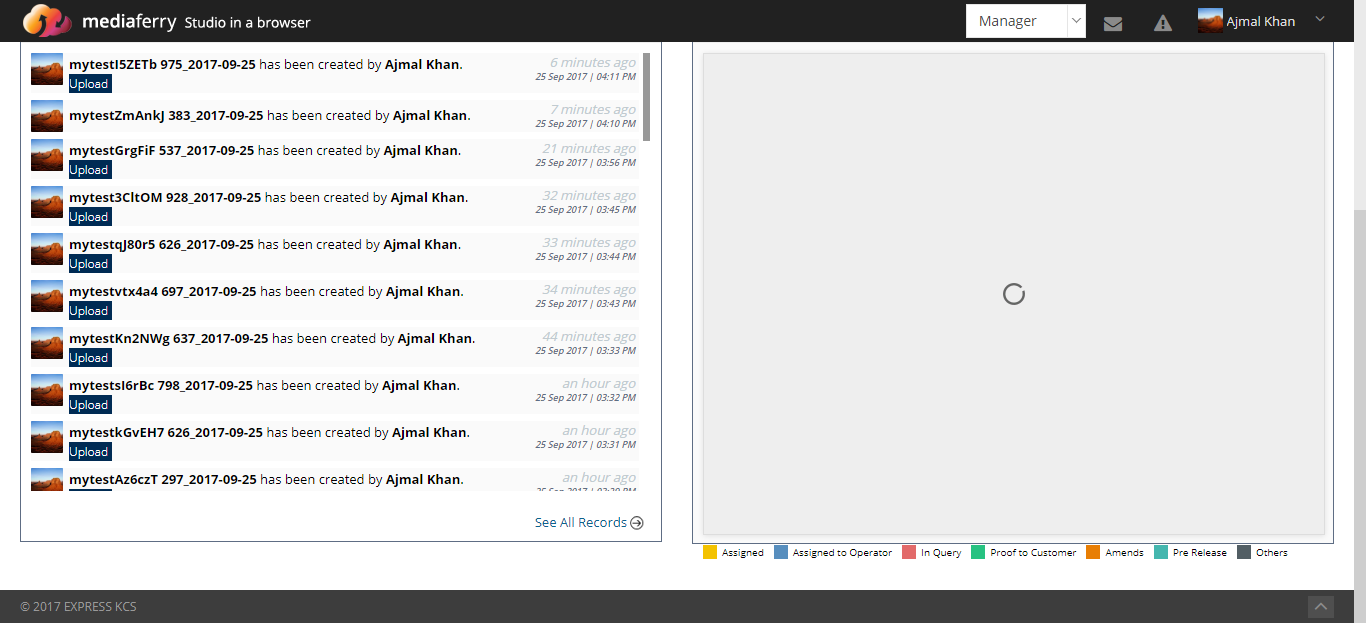 mediaferry Studio in a browser
Manager
Ajmal Khan
mytestI5ZETb 975_2017-09-25 has been created by Ajmal Khan.
6 minutes ago
Upload
25 Sep 2017 | 04:11 PM
mytestZmAnkJ 383_2017-09-25 has been created by Ajmal Khan.
7 minutes ago
25 Sep 2017 | 04:10 PM
mytestGrgFiF 537_2017-09-25 has been created by Ajmal Khan.
21 minutes ago
Upload
25 Sep 2017 | 03:56 PM
mytest3CltOM 928_2017-09-25 has been created by Ajmal Khan.
32 minutes ago
Upload
25 Sep 2017 | 03:45 PM
mytestqJ80r5 626_2017-09-25 has been created by Ajmal Khan.
33 minutes ago
Upload
25 Sep 2017 | 03:44 PM
mytestvtx4a4 697_2017-09-25 has been created by Ajmal Khan.
34 minutes ago
Upload
25 Sep 2017 | 03:43 PM
mytestKn2NWg 637_2017-09-25 has been created by Ajmal Khan.
44 minutes ago
Upload
25 Sep 2017 | 03:33 PM
mytestsI6rBc 798_2017-09-25 has been created by Ajmal Khan.
an hour ago
Upload
25 Sep 2017 | 03:32 PM
mytestkGvEH7 626_2017-09-25 has been created by Ajmal Khan.
an hour ago
Upload
25 Sep 2017 | 03:31 PM
mytestAz6czT 297_2017-09-25 has been created by Ajmal Khan.
an hour ago
See All Records
Assigned
Assigned to Operator
In Query
Proof to Customer
Amends
Pre Release
Others
© 2017 EXPRESS KCS